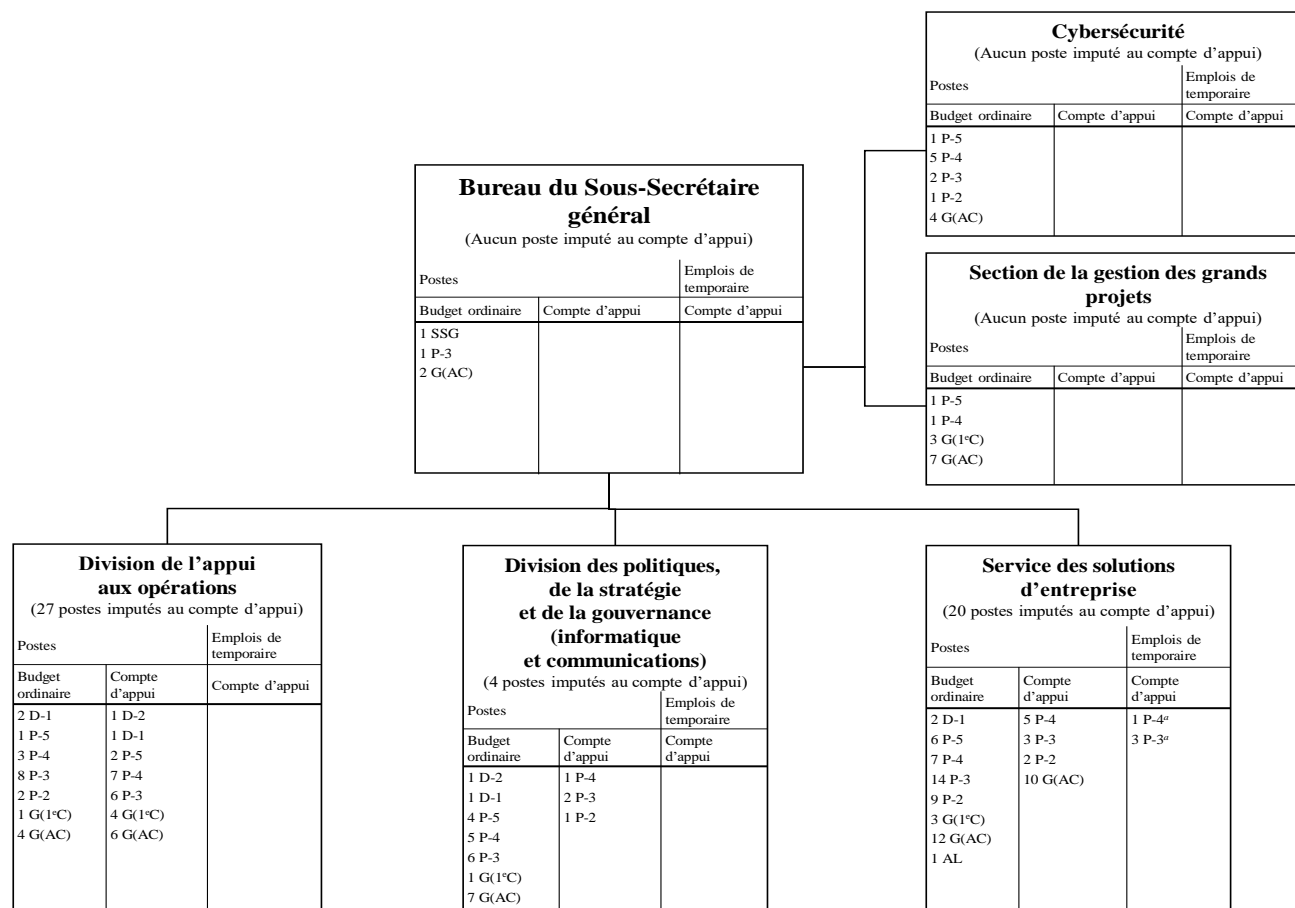 Cybersécurité
(Aucun poste imputé au compte d'appui)
Postes
Emplois de
temporaire
Budget ordinaire
Compte d'appui
Compte d'appui
1 P-5
5 P-4
2 P-3
1 P-2
4 G(AC)
Bureau du Sous-Secrétaire
général
(Aucun poste imputé au compte d'appui)
Postes
Emplois de
temporaire
Budget ordinaire
Compte d'appui
Compte d'appui
1 SSG
1 P-3
2 G(AC)
Section de la gestion des grands
projets
(Aucun poste imputé au compte d'appui)
Postes
Emplois de
temporaire
Budget ordinaire
Compte d'appui
Compte d'appui
1 P-5
1 P-4
3 G(1ᵉC)
7 G(AC)
Division de l'appui
aux opérations
(27 postes imputés au compte d'appui)
Postes
Emplois de
temporaire
Budget
ordinaire
Compte
d'appui
Compte d'appui
2 D-1
1 P-5
3 P-4
8 P-3
2 P-2
1 G(1ᵉC)
4 G(AC)
1 D-2
1 D-1
2 P-5
7 P-4
6 P-3
4 G(1ᵉC)
6 G(AC)
Division des politiques,
de la stratégie
et de la gouvernance
(informatique
et communications)
(4 postes imputés au compte d'appui)
Postes
Emplois de
temporaire
Budget
ordinaire
Compte
d'appui
Compte
d'appui
1 D-2
1 D-1
4 P-5
5 P-4
6 P-3
1 G(1ᵉC)
7 G(AC)
1 P-4
2 P-3
1 P-2
Service des solutions
d'entreprise
(20 postes imputés au compte d'appui)
Postes
Emplois de
temporaire
Budget
ordinaire
Compte
d'appui
Compte
d'appui
2 D-1
6 P-5
7 P-4
14 P-3
9 P-2
3 G(1ᵉC)
12 G(AC)
1 AL
5 P-4
3 P-3
2 P-2
10 G(AC)
1 P-4ᵃ
3 P-3ᵃ